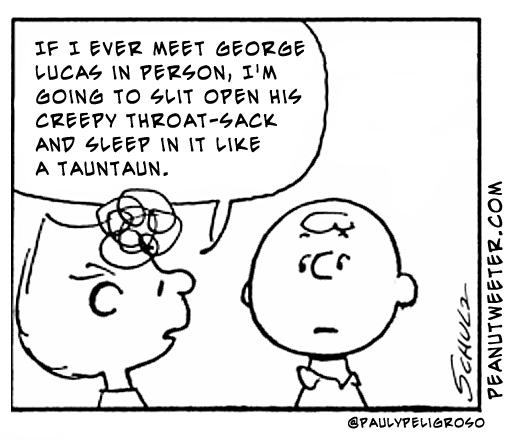 IF I EVER MEET GEORGE
LUCAS IN PERSON, I'M
GOING TO SLIT OPEN HIS
CREEPY THROAT-SACK
AND SLEEP IN IT LIKE
A TAUNTAUN.
SCHULZ
PEANUTWEETER.COM
@PAULYPELIGROSO